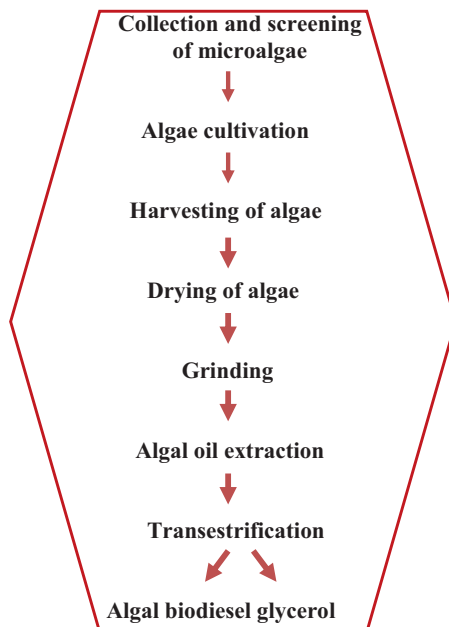 Collection and screening
of microalgae
Algae cultivation
Harvesting of algae
Drying of algae
Grinding
Algal oil extraction
Transestrification
Algal biodiesel glycerol